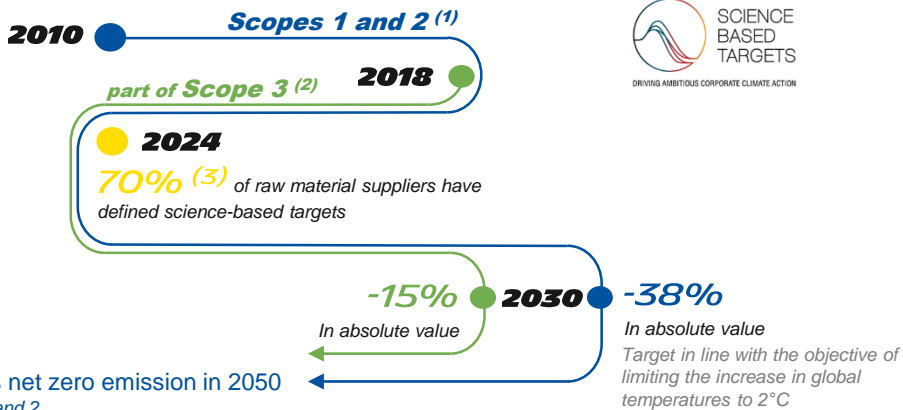 2010
Scopes 1 and 2 (1)
SCIENCE
BASED
TARGETS
DRIVING AMBITIOUS CORPORATE CLIMATE ACTION
part of Scope 3 (2)
2018
2024
70% (3) of raw material suppliers have
defined science-based targets
-15%
In absolute value
2030
-38%
In absolute value
Target in line with the objective of
limiting the increase in global
temperatures to 2°C
net zero emission in 2050
and 2